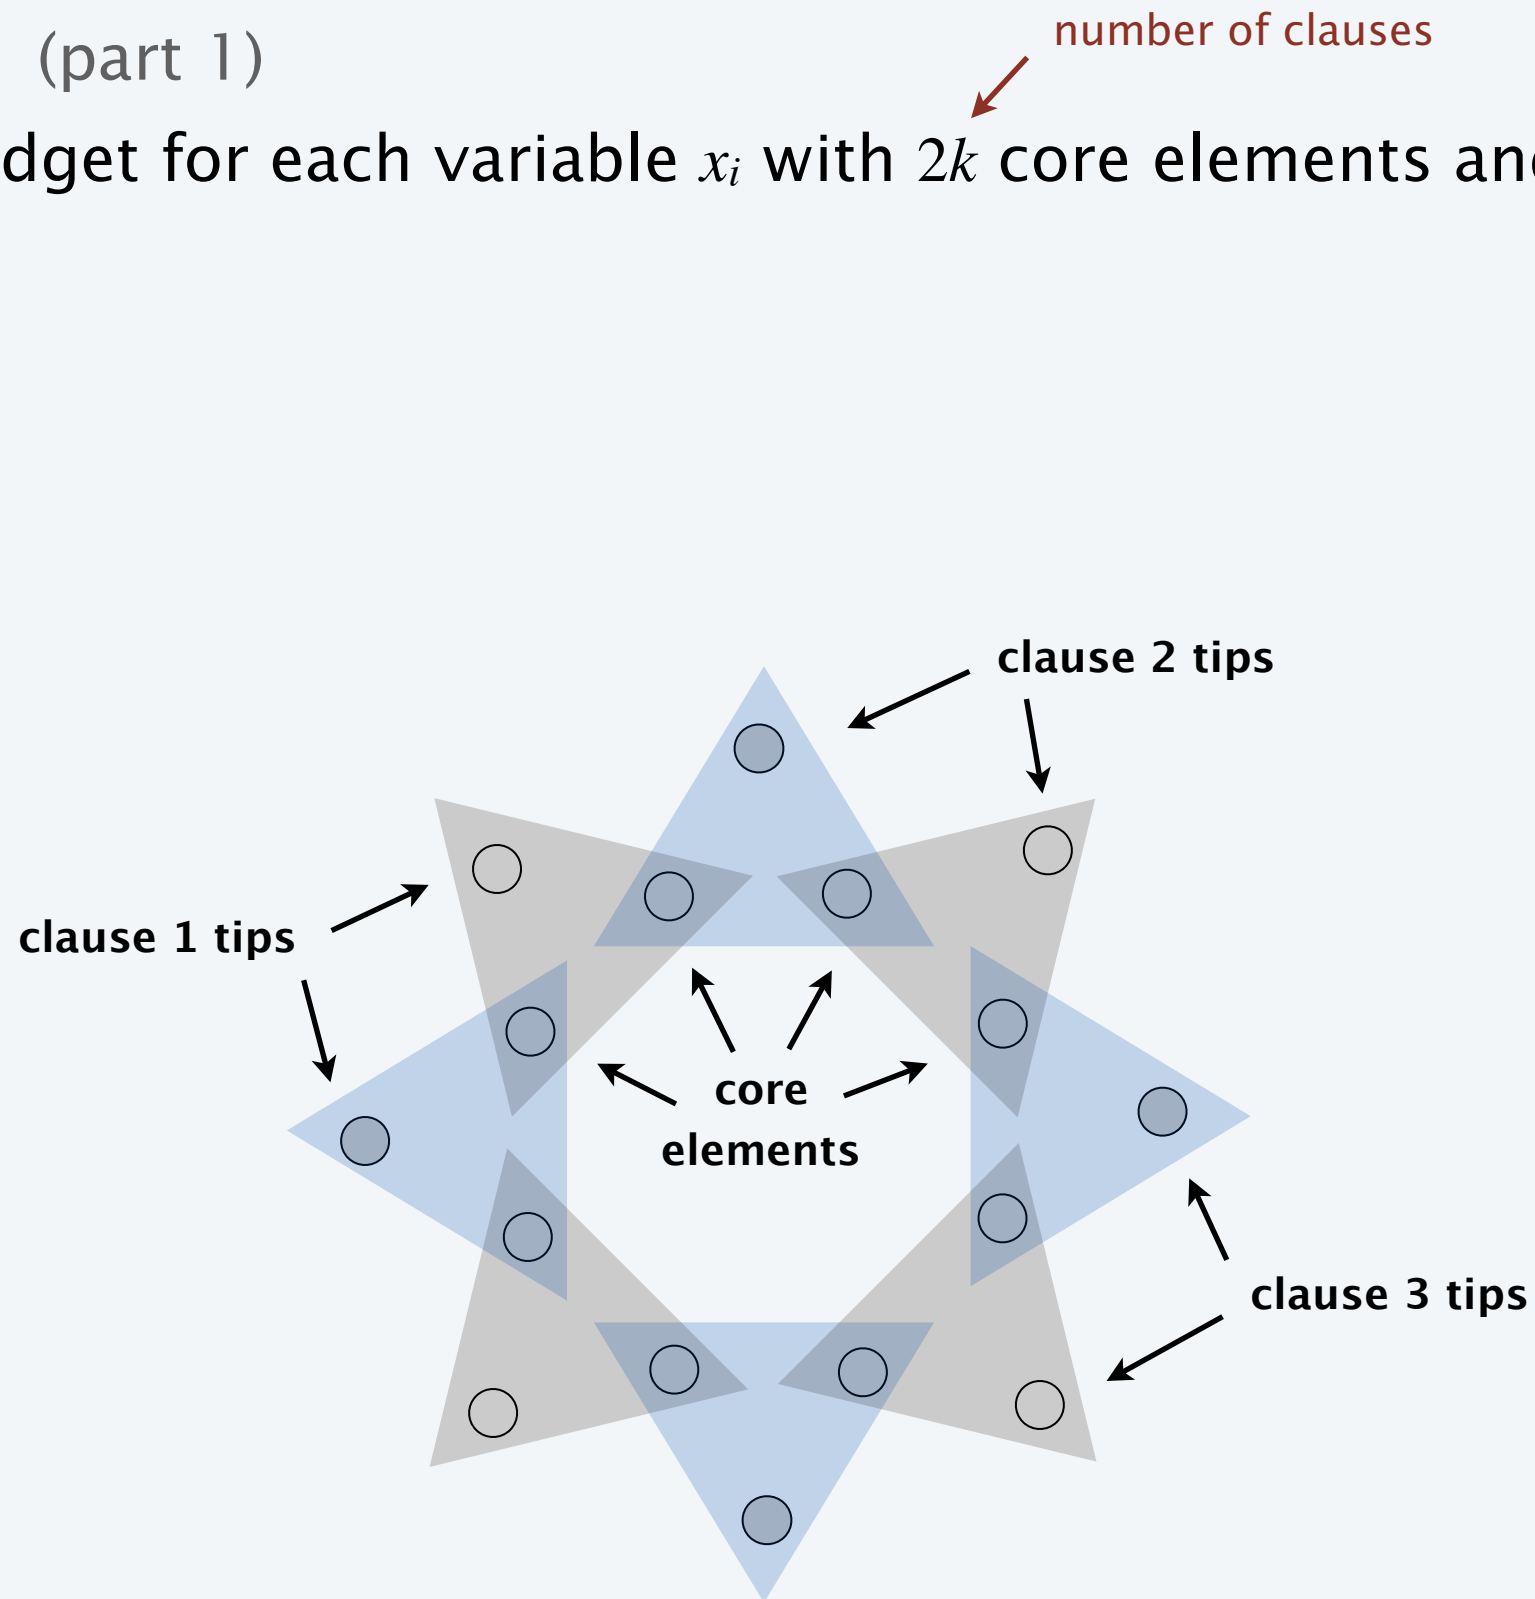 number of clauses
(part 1)
dget for each variable xi with 2k core elements and
clause 2 tips
clause 1 tips
core
elements
clause 3 tips